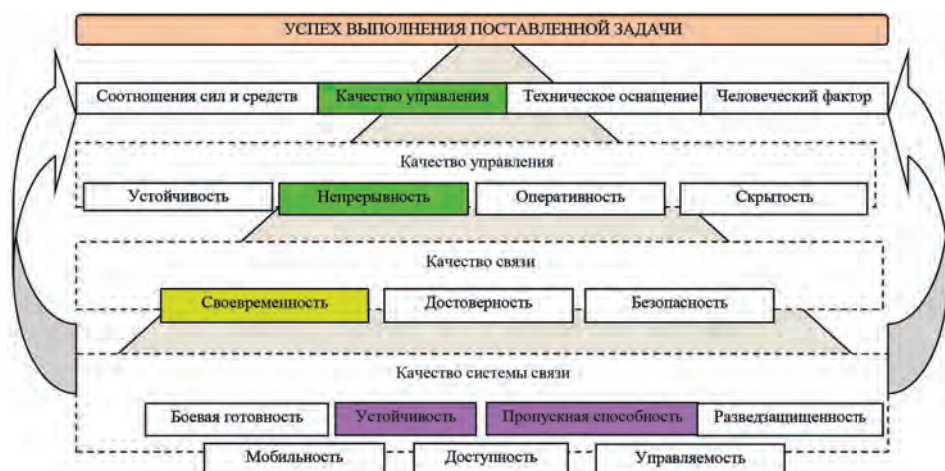 УСПЕХ ВЫПОЛНЕНИЯ ПОСТАВЛЕННОЙ ЗАДАЧИ
Соотношения сил и средств Качество управления Техническое оснащение Человеческий фактор
Качество управления
Устойчивость Непрерывность Оперативность Скрытость
Качество связи
Своевременность Достоверность Безопасность
Качество системы связи
Боевая готовность Устойчивость Пропускная способность Разведзащищенность
Мобильность Доступность Управляемость